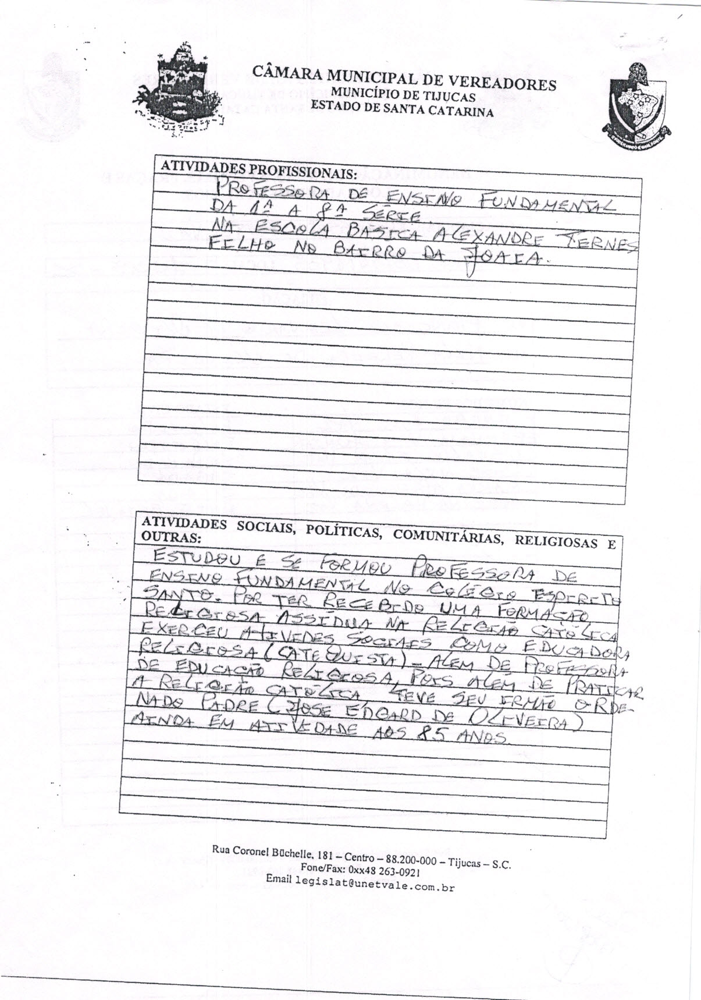 CÂMARA MUNICIPAL DE VEREADORES
MUNICÍPIO DE TIJUCAS
ESTADO DE SANTA CATARINA
ATIVIDADES PROFISSIONAIS:
PROFESSORA DE ENSINO FUNDAMENTAL
DA 1ª A 8ª SÉRIE.
NA ESCOLA BÁSICA ALEXANDRE TERNES
FILHO NO BAIRRO DA JOAIA.
ATIVIDADES SOCIAIS, POLÍTICAS, COMUNITÁRIAS, RELIGIOSAS E
OUTRAS:
ESTUDOU E SE FORMOU PROFESSORA DE
ENSINO FUNDAMENTAL NO COLÉGIO ESPIRITO
SANTO. POR TER RECEBIDO UMA FORMAÇÃO
RELIGIOSA ASSÍDUA NA RELIGIÃO CATÓLICA
EXERCEU ATIVEDES SOCIAIS COMO EDUCADORA
RELIGIOSA (CATEQUISTA) - ALEM DE PROFESSORA
DE EDUCAÇÃO RELIGIOSA, POIS ALEM DE PRATICAR
A RELIGIÃO CATÓLICA, TEVE SEU IRMÃO ORDE-
NADO PADRE (JOSE EDGARD DE OLIVEIRA)
AINDA EM ATIVIDADE AOS 85 ANOS.
Rua Coronel Büchelle, 181 – Centro – 88.200-000 – Tijucas – S.C.
Fone/Fax: 0xx48 263-0921
Email legislat@unetvale.com.br